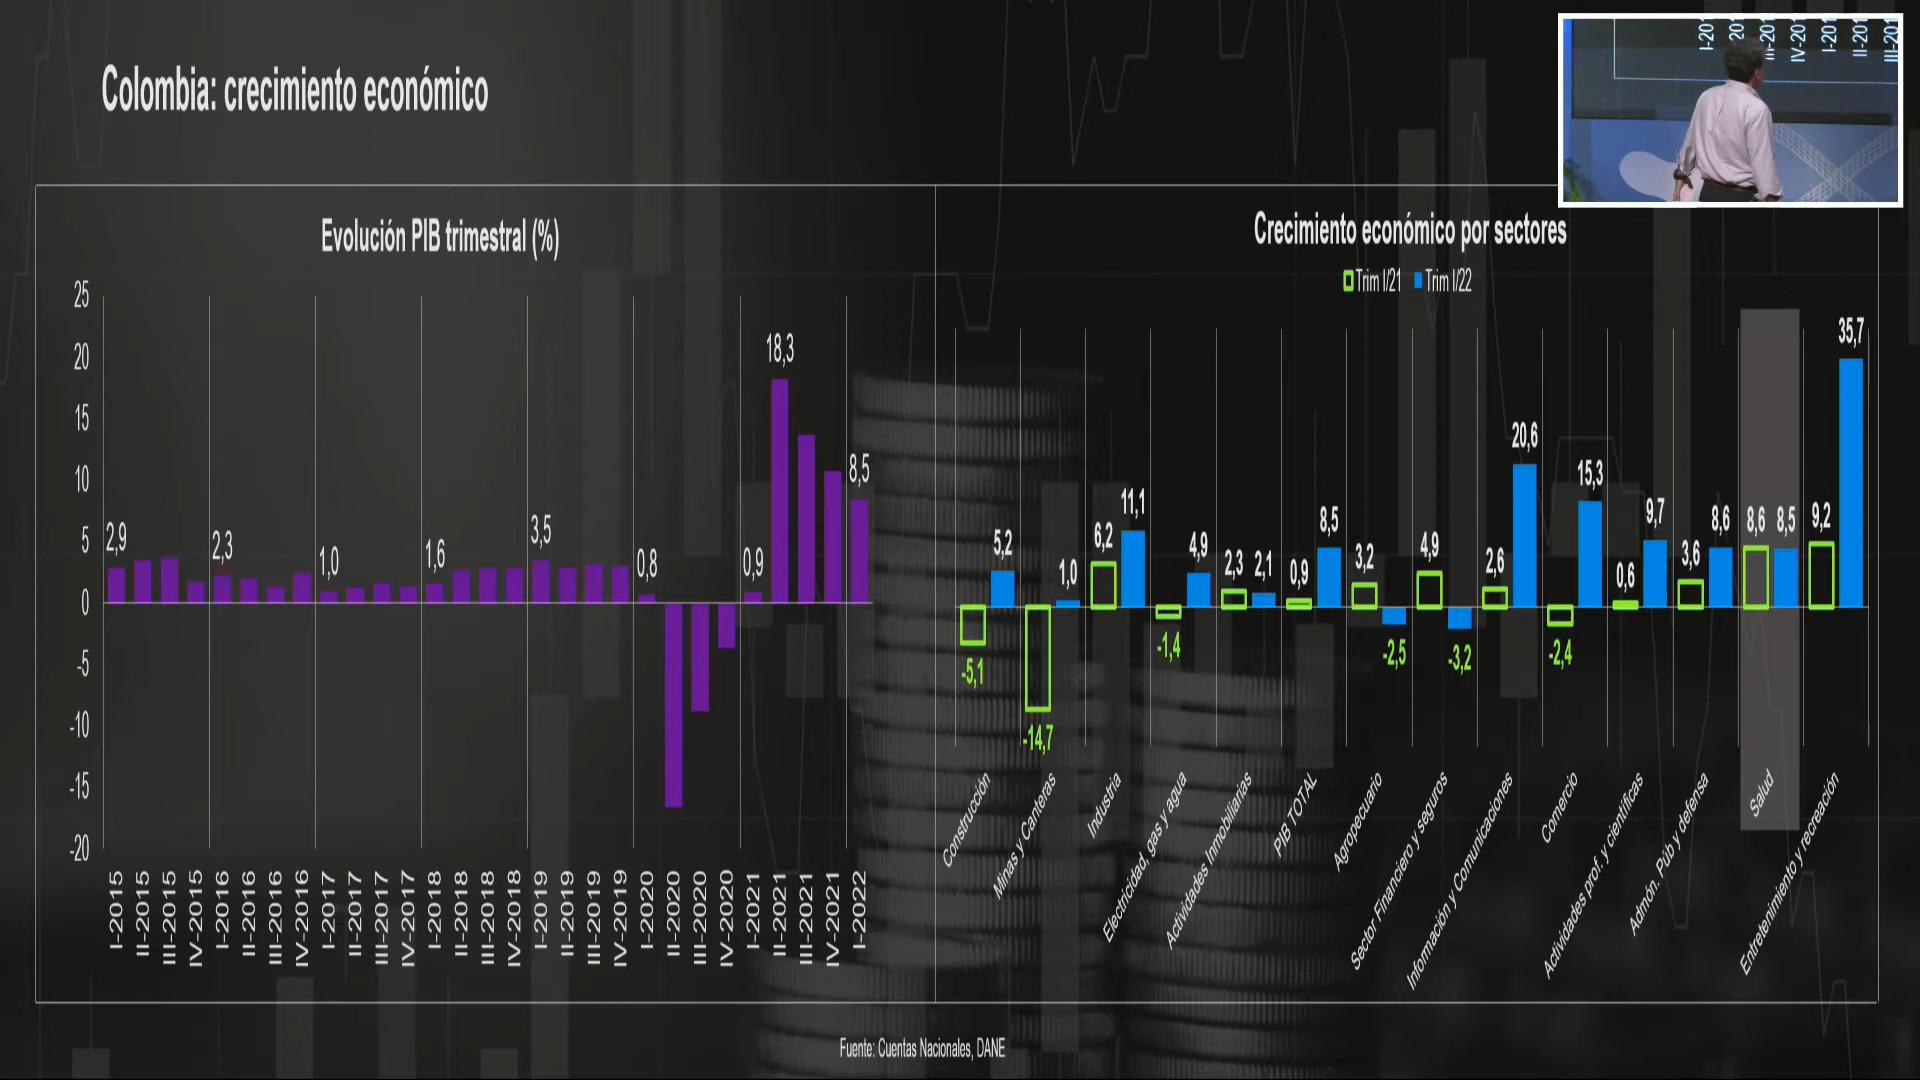 Colombia: crecimiento económico
Evolución PIB trimestral (%)
25
20
15
10
5
0
-5
-10
-15
-20
2,9
2,3
1,0
1,6
3,5
0,8
0,9
18,3
8,5
I-2015
II-2015
III-2015
IV-2015
I-2016
II-2016
III-2016
IV-2016
I-2017
II-2017
III-2017
IV-2017
I-2018
II-2018
III-2018
IV-2018
I-2019
II-2019
III-2019
IV-2019
I-2020
II-2020
III-2020
IV-2020
I-2021
II-2021
III-2021
IV-2021
I-2022
Crecimiento económico por sectores
Trim I/21 Trim I/22
-5,1
5,2
-14,7
1,0
6,2
11,1
-1,4
4,9
2,3
2,1
0,9
8,5
3,2
-2,5
4,9
-3,2
2,6
20,6
-2,4
15,3
0,6
9,7
3,6
8,6
8,6
8,5
9,2
35,7
Construcción
Minas y Canteras
Industria
Electricidad, gas y agua
Actividades Inmobiliarias
PIB TOTAL
Agropecuario
Sector Financiero y seguros
Información y Comunicaciones
Comercio
Actividades prof. y científicas
Admón. Púb y defensa
Salud
Entretenimiento y recreación
Fuente: Cuentas Nacionales, DANE